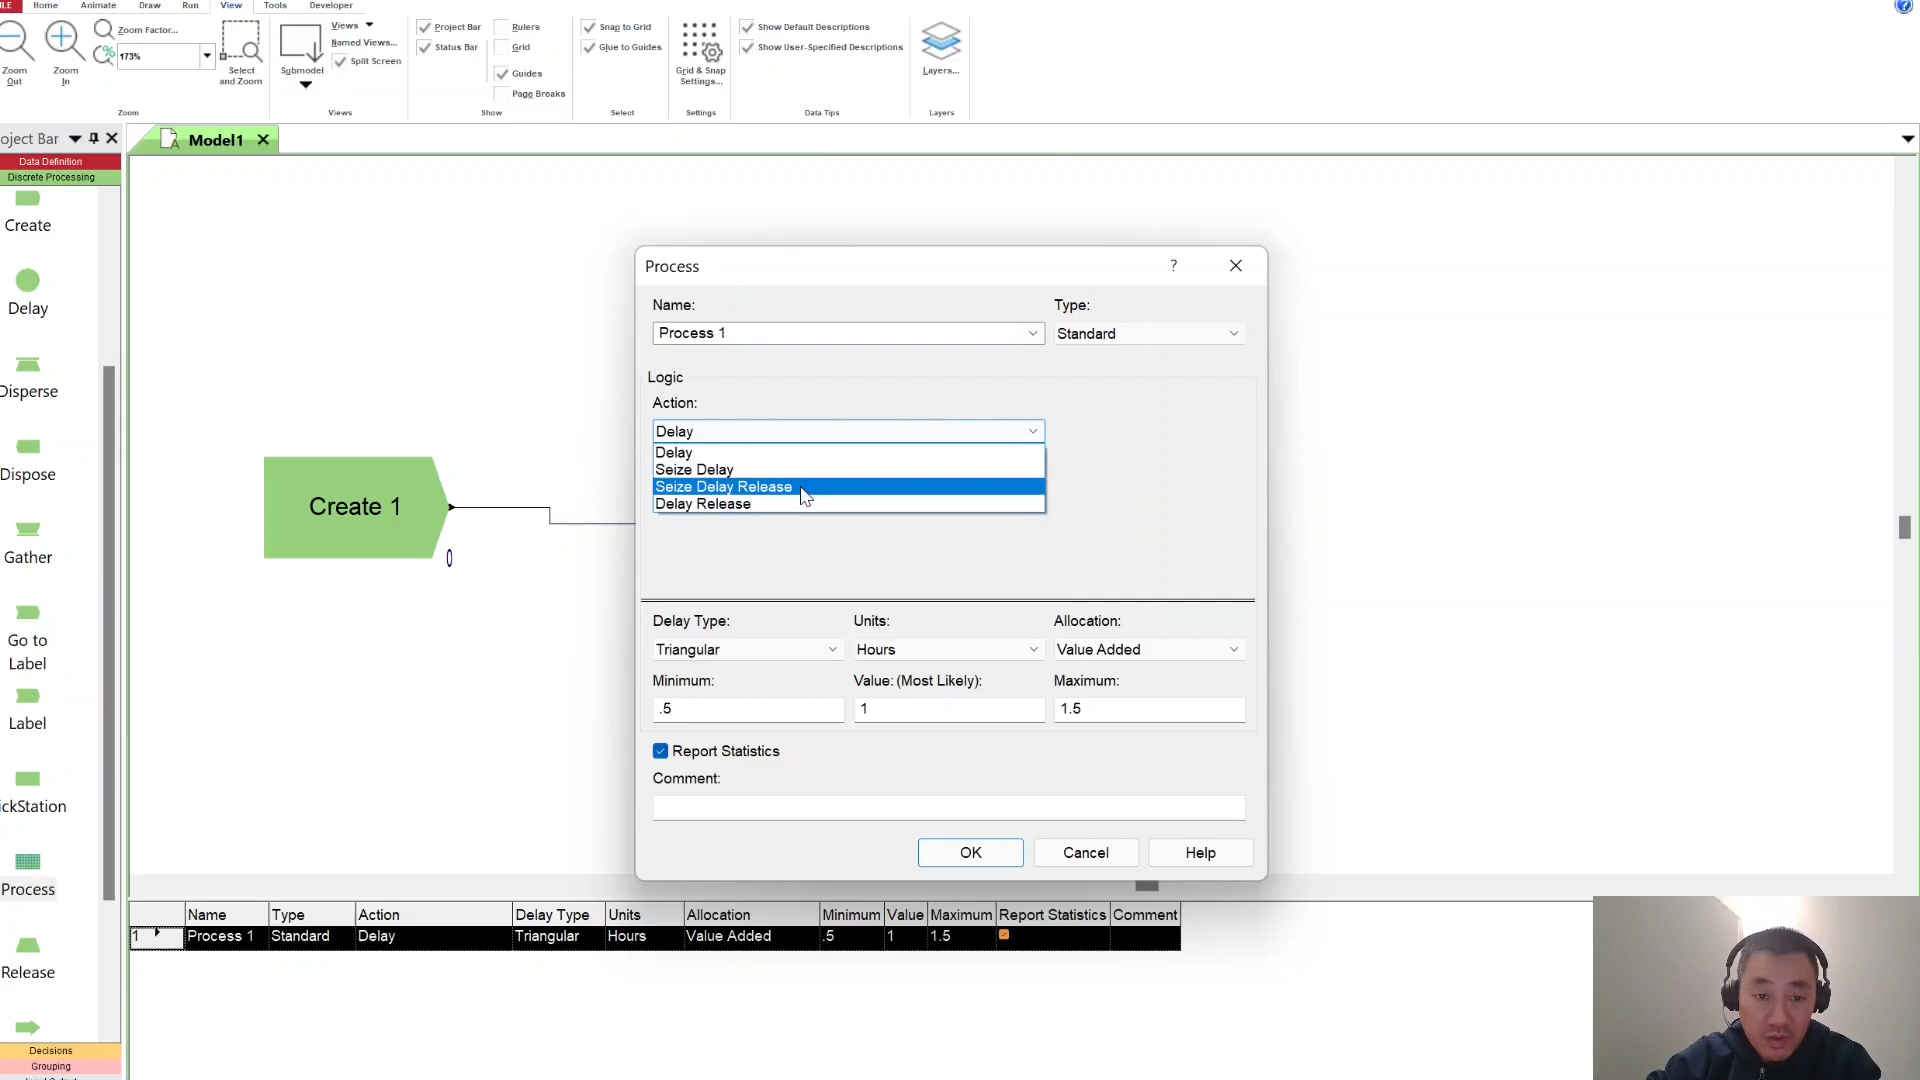 ILE
Home
Animate
Draw
Run
View
Tools
Developer
Zoom
Out
Zoom
In
Zoom Factor...
173%
Select
and Zoom
Zoom
Submodel
Views
Named Views...
Split Screen
Views
Project Bar
Status Bar
Rulers
Grid
Guides
Page Breaks
Show
Snap to Grid
Glue to Guides
Select
Grid & Snap
Settings...
Settings
Show Default Descriptions
Show User-Specified Descriptions
Data Tips
Layers...
Layers
?
oject Bar
Data Definition
Discrete Processing
Create
Delay
Disperse
Dispose
Gather
Go to
Label
Label
ickStation
Process
Release
Decisions
Grouping
Model1
Create 1
0
Process
?
Name:
Type:
Process 1
Standard
Logic
Action:
Delay
Delay
Seize Delay
Seize Delay Release
Delay Release
Delay Type:
Units:
Allocation:
Triangular
Hours
Value Added
Minimum:
Value: (Most Likely):
Maximum:
.5
1
1.5
Report Statistics
Comment:
OK
Cancel
Help
Name Type Action Delay Type Units Allocation Minimum Value Maximum Report Statistics Comment
1 Process 1 Standard Delay Triangular Hours Value Added .5 1 1.5